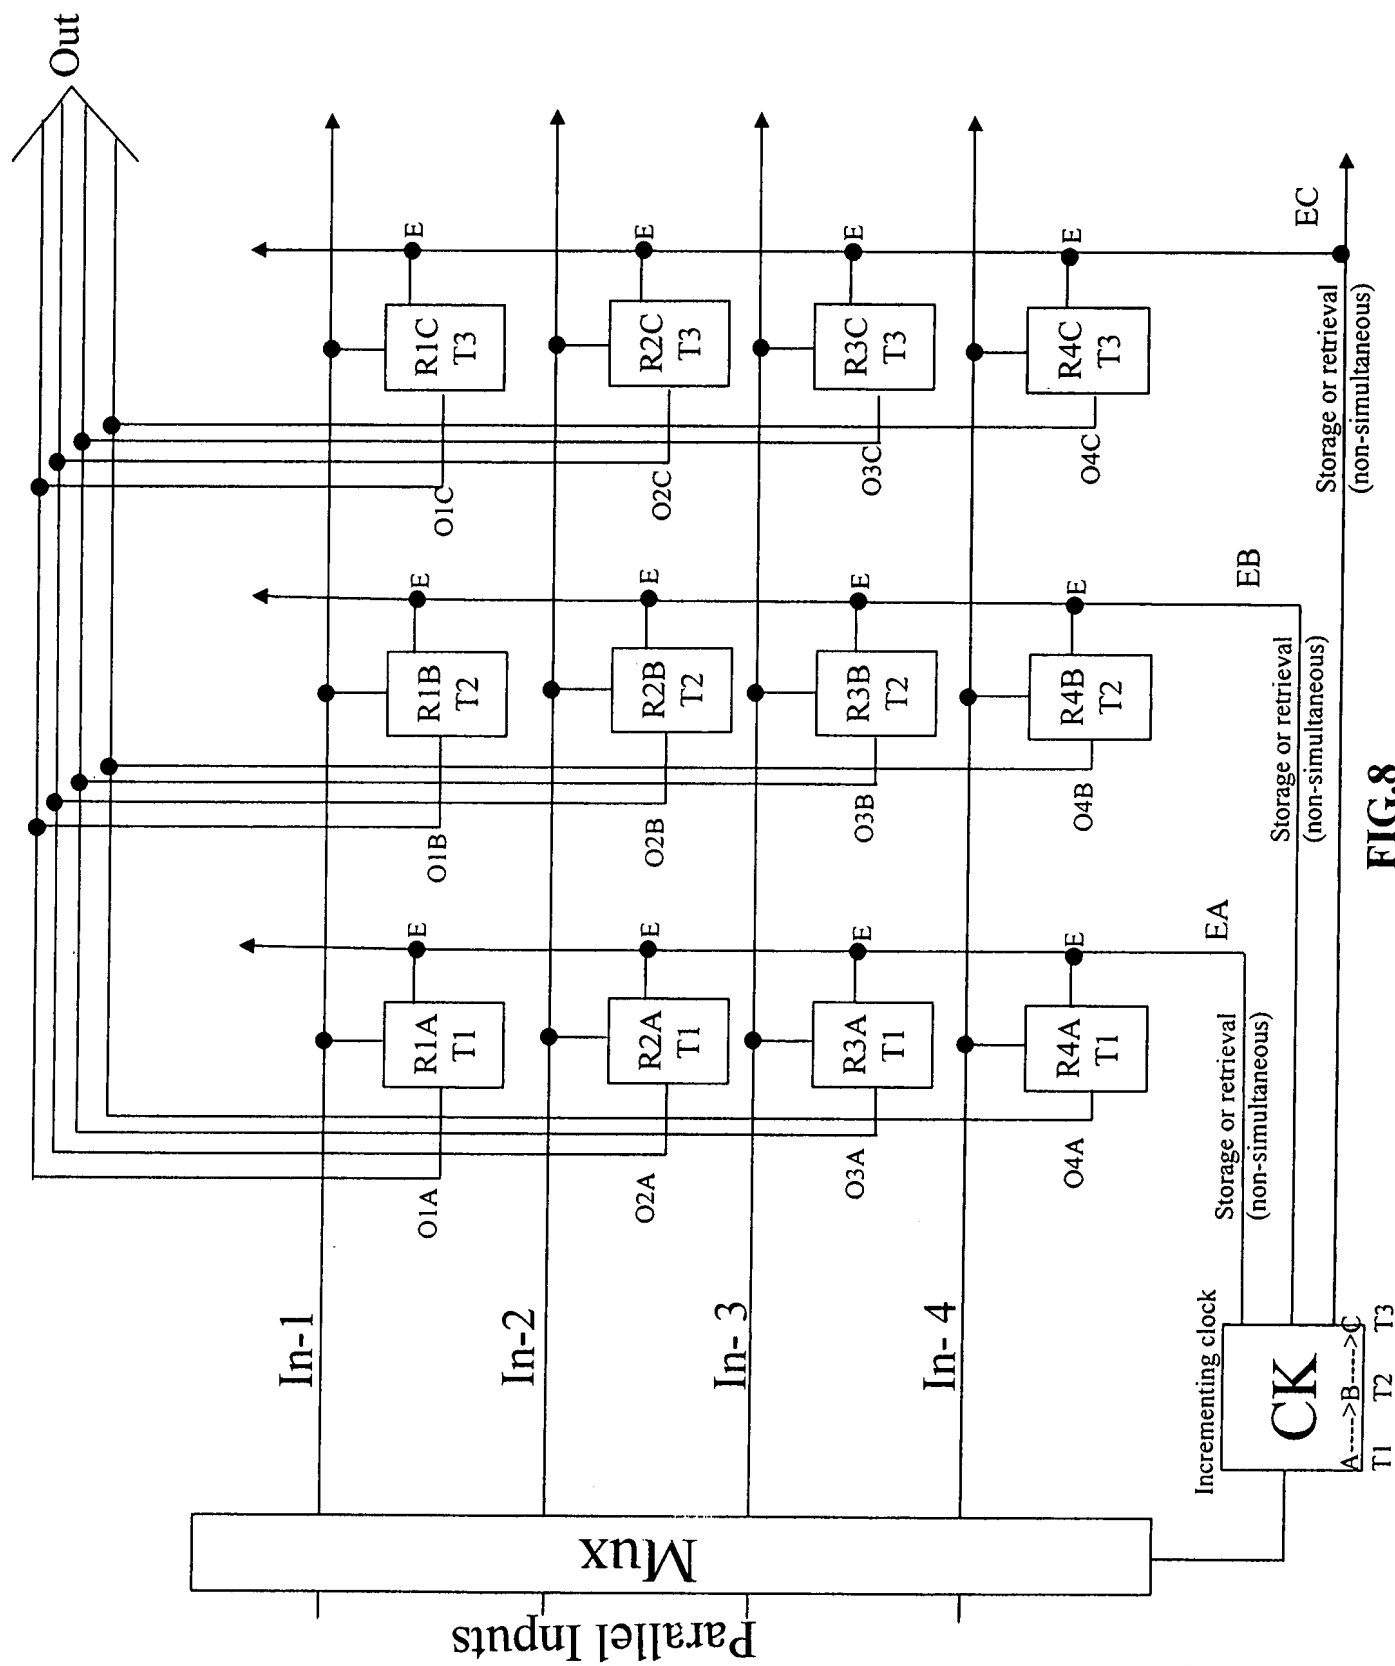 Out
Parallel Inputs
Mux
In-1
In-2
In- 3
In- 4
R1A
T1
E
O1A
R1B
T2
E
O1B
R1C
T3
E
O1C
R2A
T1
E
O2A
R2B
T2
E
O2B
R2C
T3
E
O2C
R3A
T1
E
O3A
R3B
T2
E
O3B
R3C
T3
E
O3C
R4A
T1
E
O4A
R4B
T2
E
O4B
R4C
T3
E
O4C
EA
EB
EC
Storage or retrieval
(non-simultaneous)
Storage or retrieval
(non-simultaneous)
Storage or retrieval
(non-simultaneous)
Incrementing clock
CK
A---->B---->C
T1 T2 T3
FIG.8